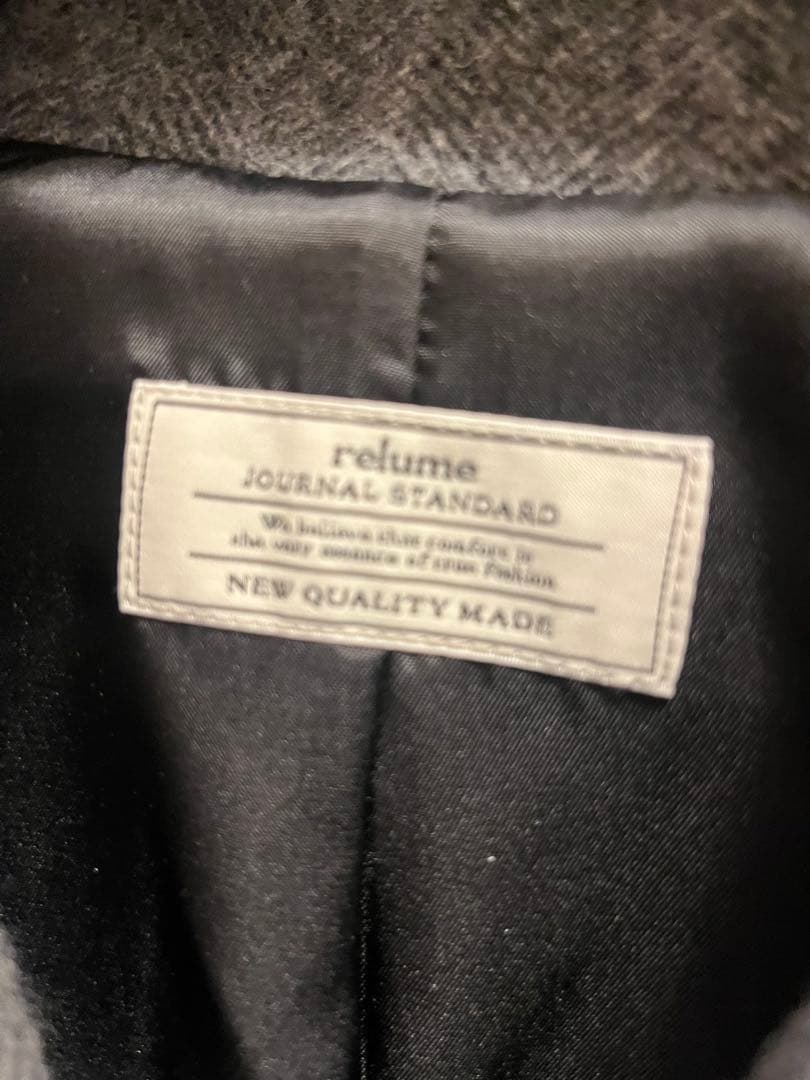 relume
JOURNAL STANDARD
We believe that comfort is
the very essence of true fashion
NEW QUALITY MADE